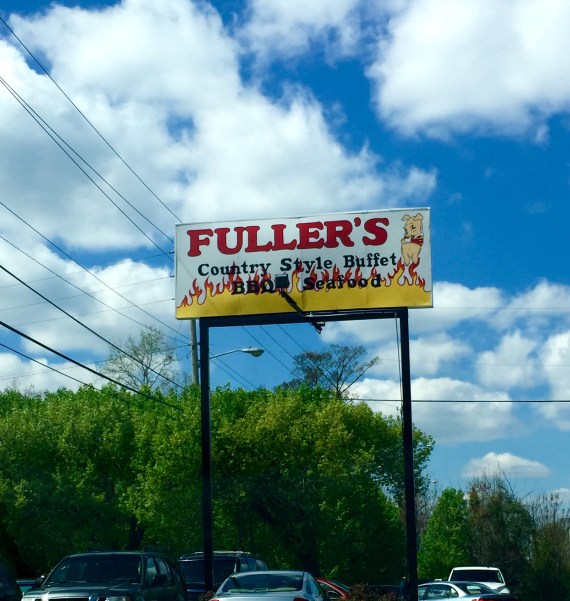 FULLER'S
Country Style Buffet
BBQ Seafood